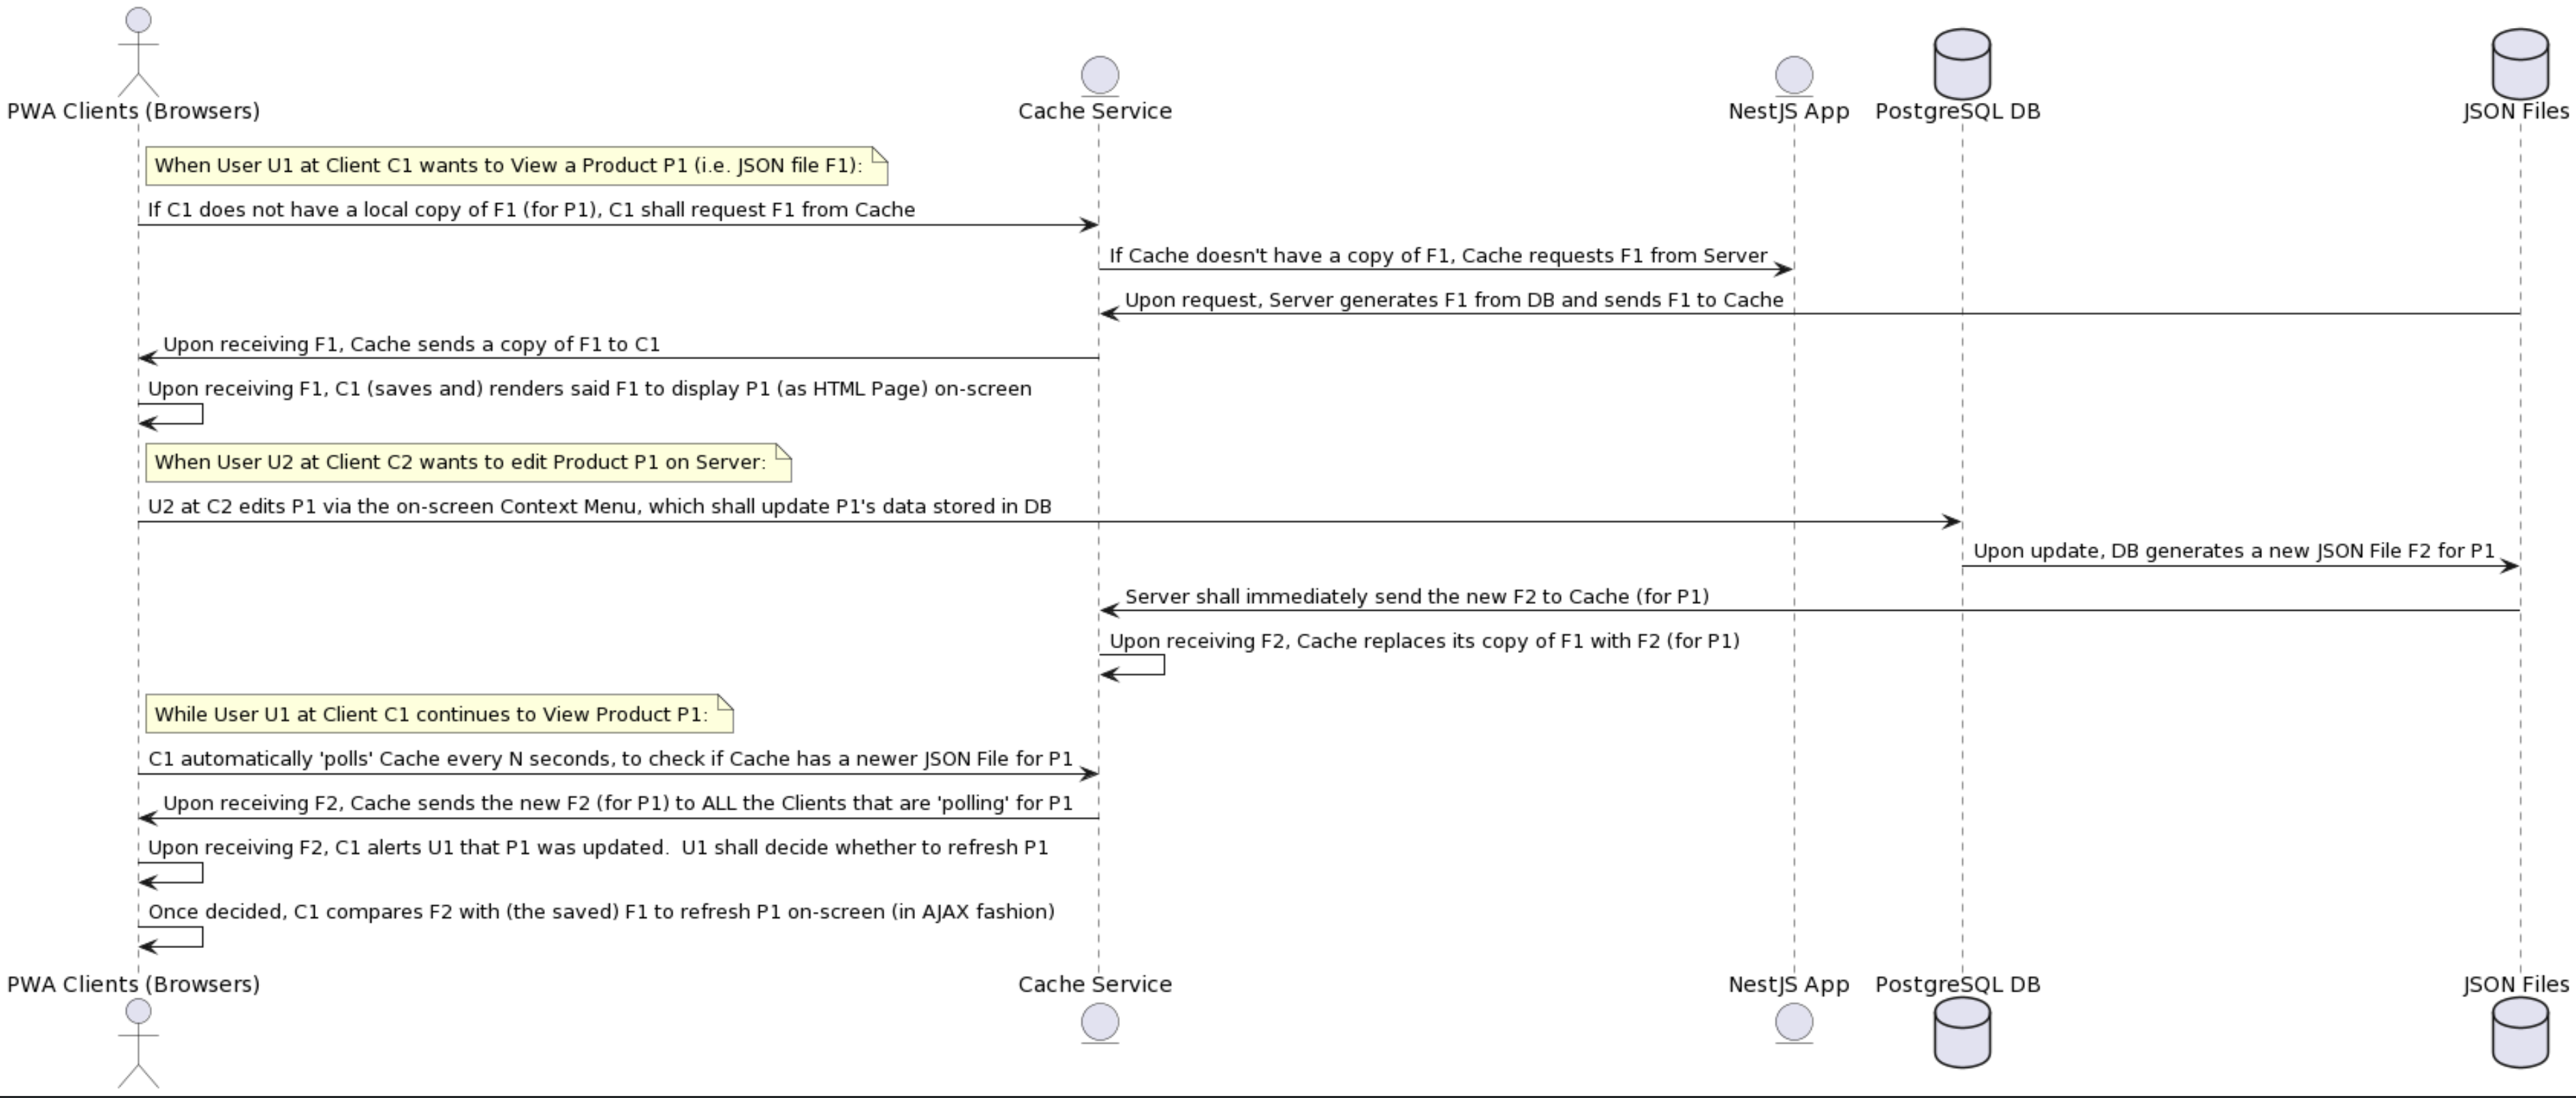 PWA Clients (Browsers)
Cache Service
NestJS App
PostgreSQL DB
JSON Files
When User U1 at Client C1 wants to View a Product P1 (i.e. JSON file F1):
If C1 does not have a local copy of F1 (for P1), C1 shall request F1 from Cache
If Cache doesn't have a copy of F1, Cache requests F1 from Server
Upon request, Server generates F1 from DB and sends F1 to Cache
Upon receiving F1, Cache sends a copy of F1 to C1
Upon receiving F1, C1 (saves and) renders said F1 to display P1 (as HTML Page) on-screen
When User U2 at Client C2 wants to edit Product P1 on Server:
U2 at C2 edits P1 via the on-screen Context Menu, which shall update P1's data stored in DB
Upon update, DB generates a new JSON File F2 for P1
Server shall immediately send the new F2 to Cache (for P1)
Upon receiving F2, Cache replaces its copy of F1 with F2 (for P1)
While User U1 at Client C1 continues to View Product P1:
C1 automatically 'polls' Cache every N seconds, to check if Cache has a newer JSON File for P1
Upon receiving F2, Cache sends the new F2 (for P1) to ALL the Clients that are 'polling' for P1
Upon receiving F2, C1 alerts U1 that P1 was updated.  U1 shall decide whether to refresh P1
Once decided, C1 compares F2 with (the saved) F1 to refresh P1 on-screen (in AJAX fashion)
PWA Clients (Browsers)
Cache Service
NestJS App
PostgreSQL DB
JSON Files